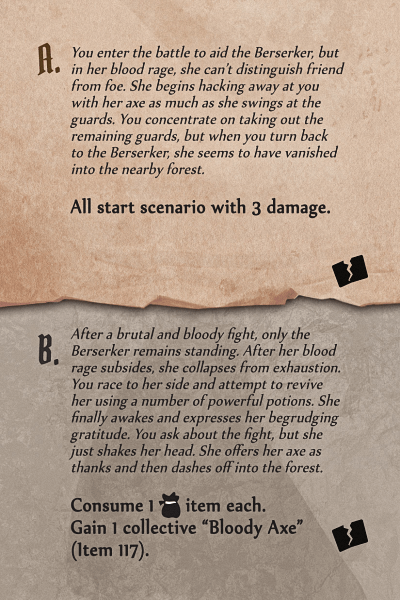 A.
You enter the battle to aid the Berserker, but
in her blood rage, she can't distinguish friend
from foe. She begins hacking away at you
with her axe as much as she swings at the
guards. You concentrate on taking out the
remaining guards, but when you turn back
to the Berserker, she seems to have vanished
into the nearby forest.
All start scenario with 3 damage.
B.
After a brutal and bloody fight, only the
Berserker remains standing. After her blood
rage subsides, she collapses from exhaustion.
You race to her side and attempt to revive
her using a number of powerful potions. She
finally awakes and expresses her begrudging
gratitude. You ask about the fight, but she
just shakes her head. She offers her axe as
thanks and then dashes off into the forest.
Consume 1 item each.
Gain 1 collective “Bloody Axe”
(Item 117).